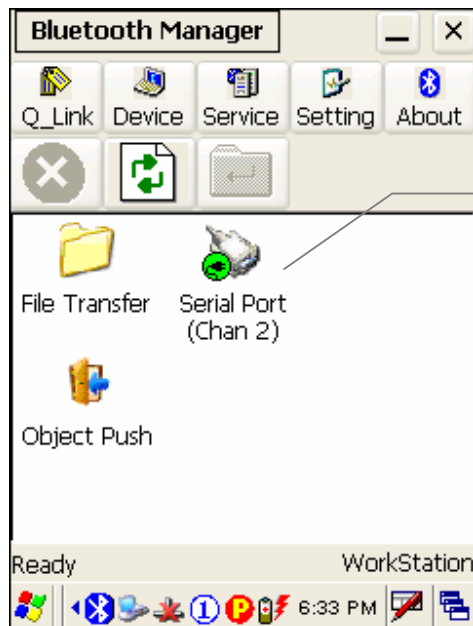 Bluetooth Manager
Q_Link Device Service Setting About
File Transfer Serial Port
(Chan 2)
Object Push
Ready WorkStation
1 P 6:33 PM